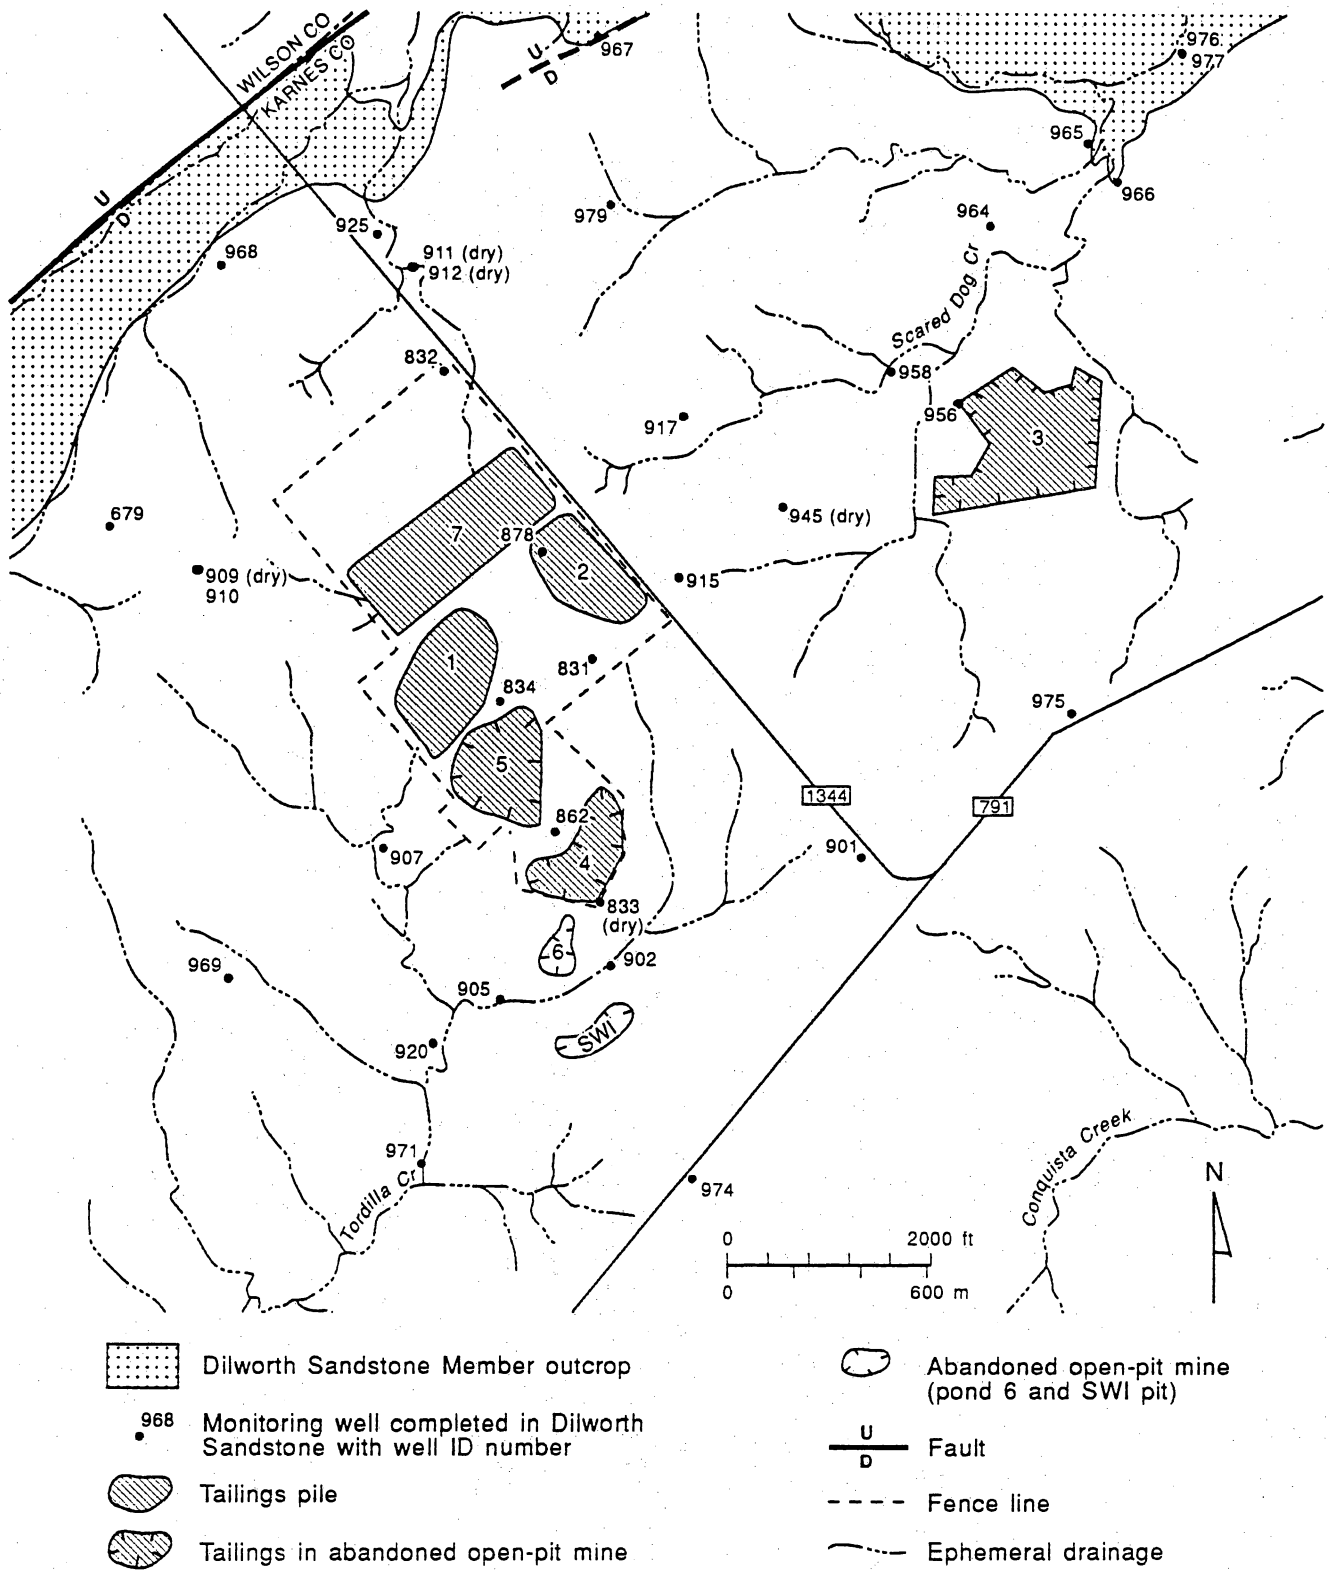 WILSON CO
KARNES CO
U
D
U
D
967
976
977
965
966
964
979
925
968
911 (dry)
912 (dry)
Scared Dog Cr
832
958
956
3
917
679
7
878
945 (dry)
2
909 (dry)
910
915
1
831
834
975
5
1344
791
862
901
907
4
833
(dry)
6
902
969
905
SWI
920
971
Tordilla Cr
974
Conquista Creek
N
0 2000 ft
0 600 m
Dilworth Sandstone Member outcrop
968 Monitoring well completed in Dilworth
Sandstone with well ID number
Tailings pile
Tailings in abandoned open-pit mine
Abandoned open-pit mine
(pond 6 and SWI pit)
U
D
Fault
Fence line
Ephemeral drainage